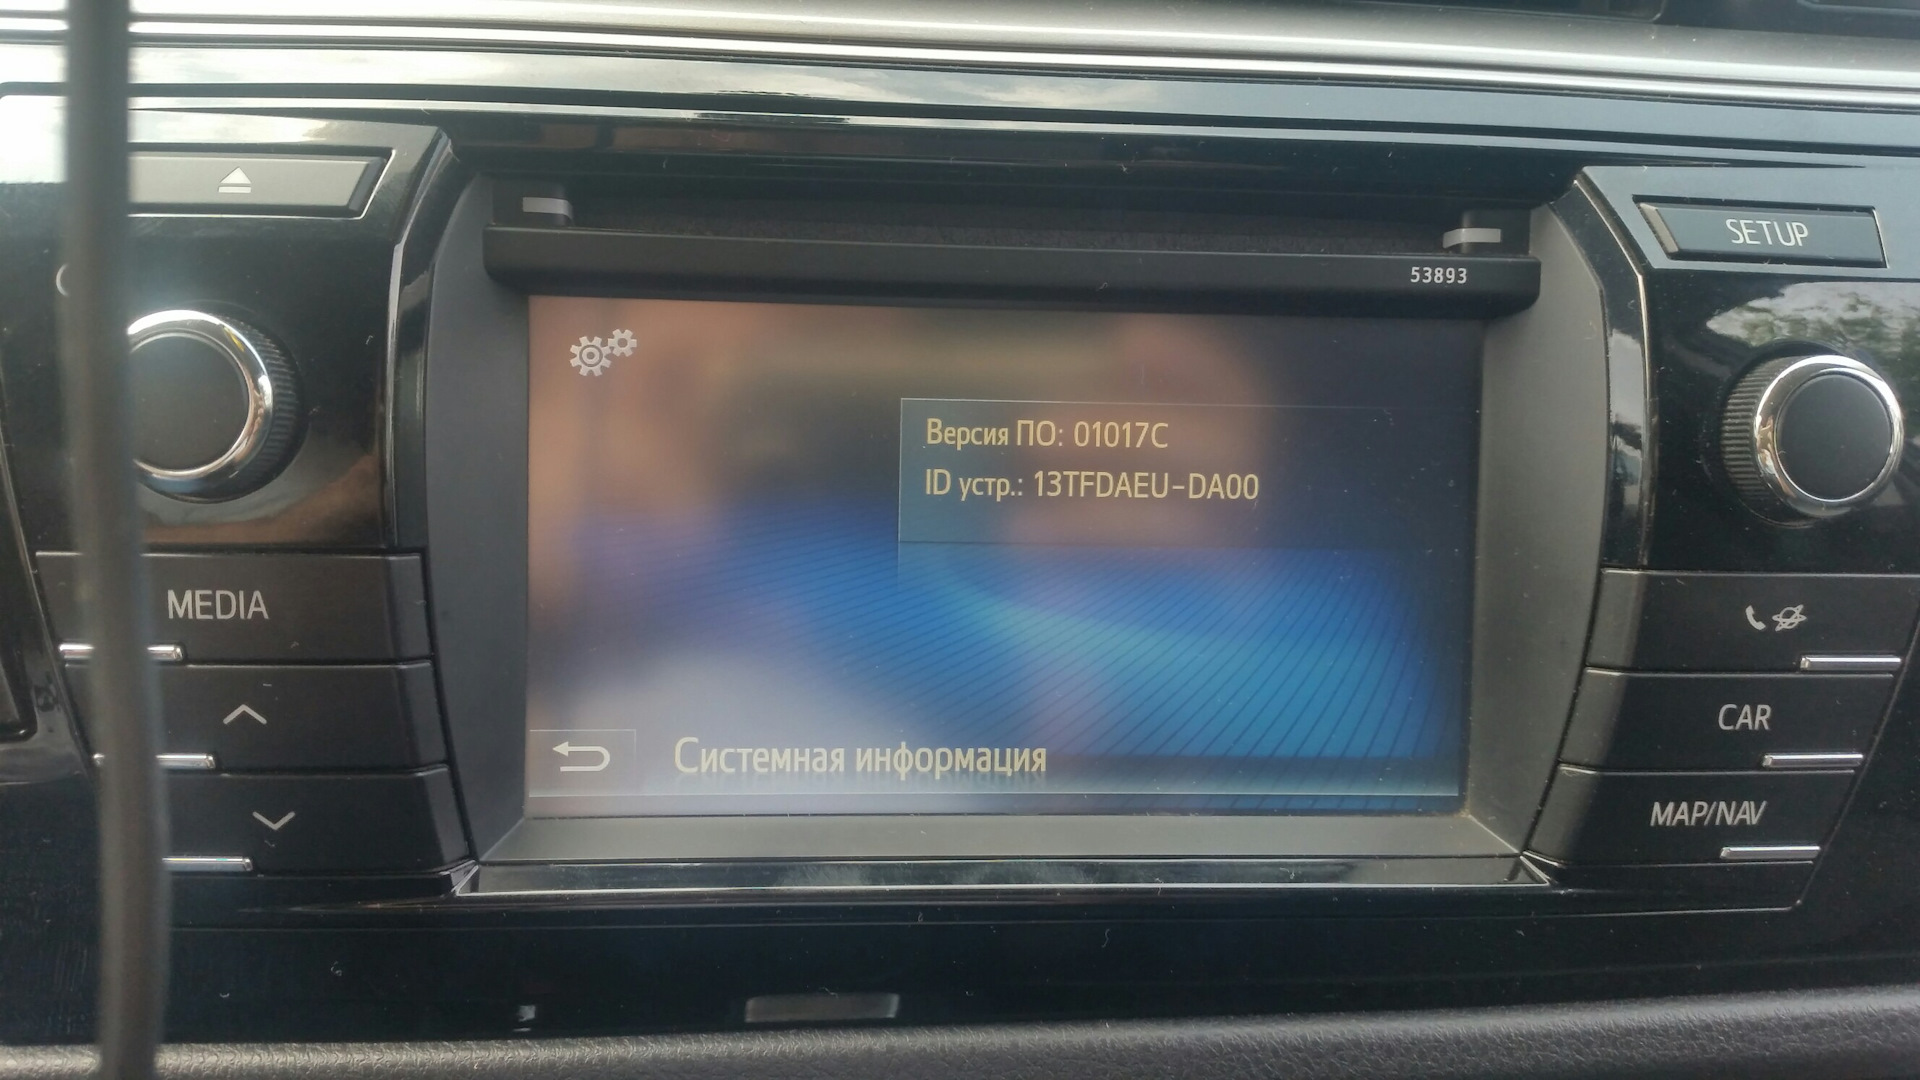 SETUP
53893
Версия ПО: 01017C
ID устр.: 13TFDAEU-DA00
MEDIA
CAR
Системная информация
MAP/NAV